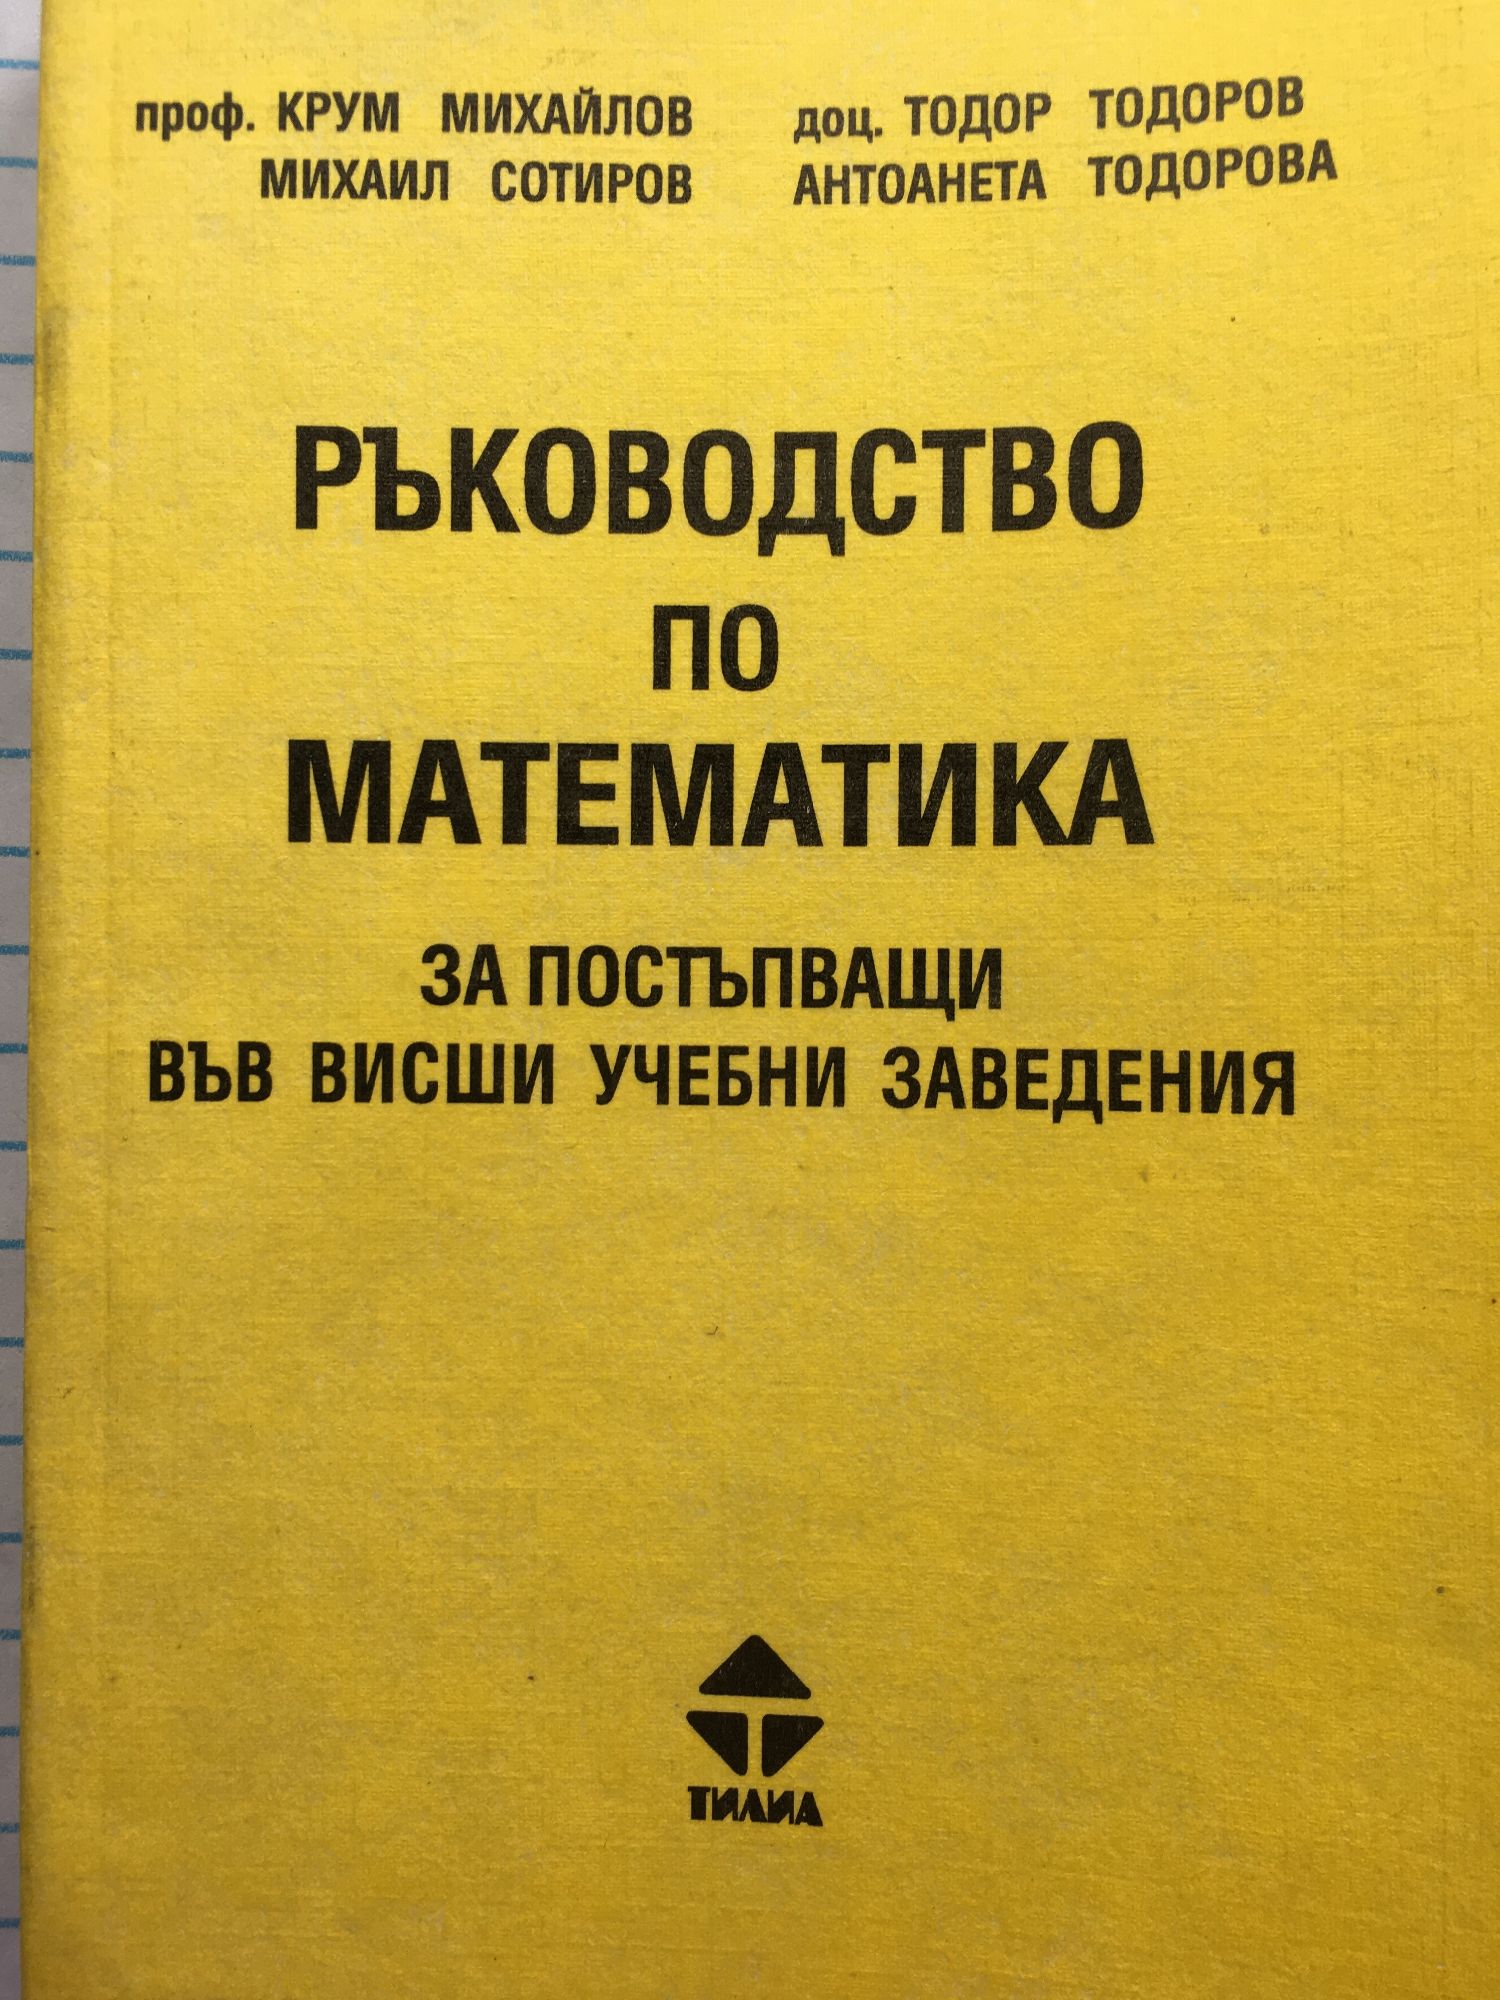 проф. КРУМ МИХАЙЛОВ доц. ТОДОР ТОДОРОВ
МИХАИЛ СОТИРОВ АНТОАНЕТА ТОДОРОВА
РЪКОВОДСТВО
ПО
МАТЕМАТИКА
ЗА ПОСТЪПВАЩИ
ВЪВ ВИСШИ УЧЕБНИ ЗАВЕДЕНИЯ
ТИЛИА